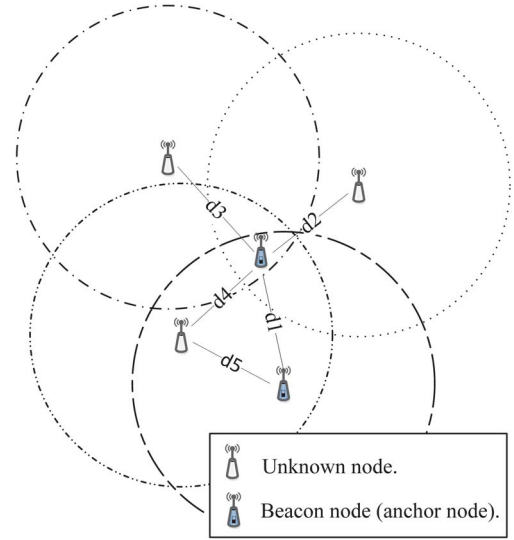 d3
d2
d4
d1
d5
Unknown node.
Beacon node (anchor node).